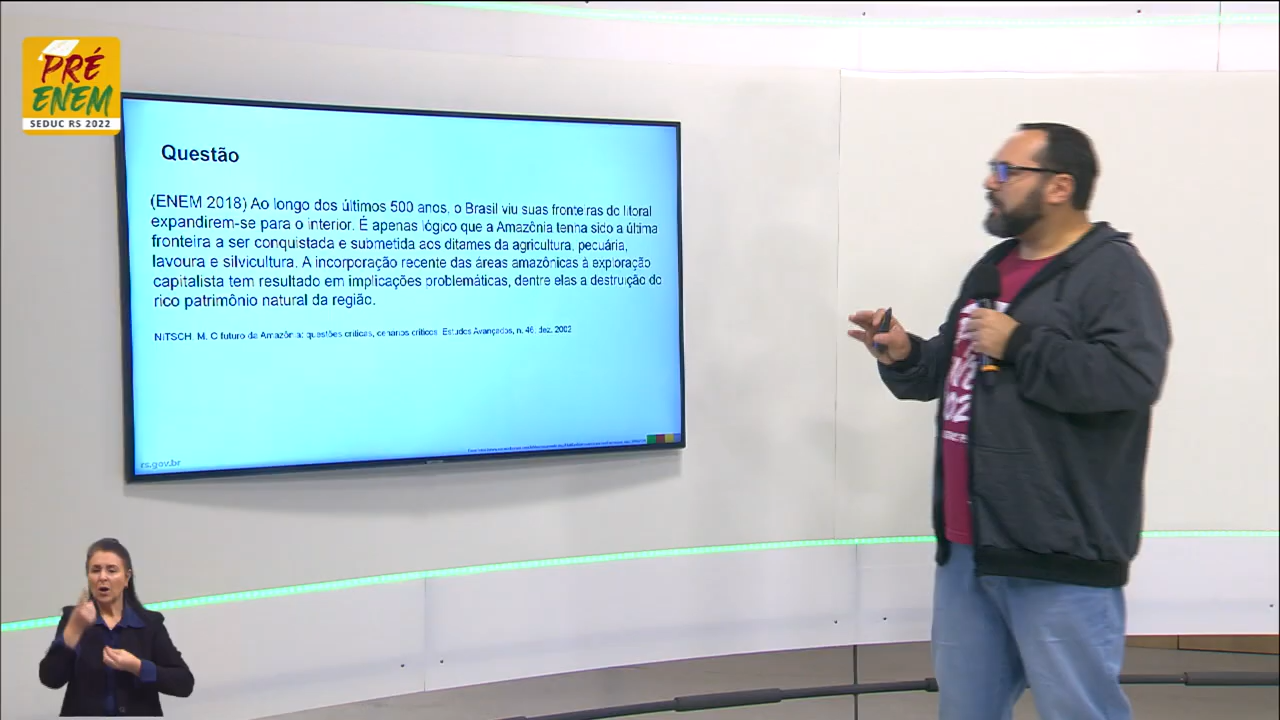 PRÉ
ENEM
SEDUC RS 2022
Questão
(ENEM 2018) Ao longo dos últimos 500 anos, o Brasil viu suas fronteiras do litoral
expandirem-se para o interior. É apenas lógico que a Amazônia tenha sido a última
fronteira a ser conquistada e submetida aos ditames da agricultura, pecuária,
lavoura e silvicultura. A incorporação recente das áreas amazônicas à exploração
capitalista tem resultado em implicações problemáticas, dentre elas a destruição do
rico patrimônio natural da região.
NITSCH, M. O futuro da Amazônia: questões críticas, cenários críticos. Estudos Avançados, n. 46, dez. 2002
rs.gov.br